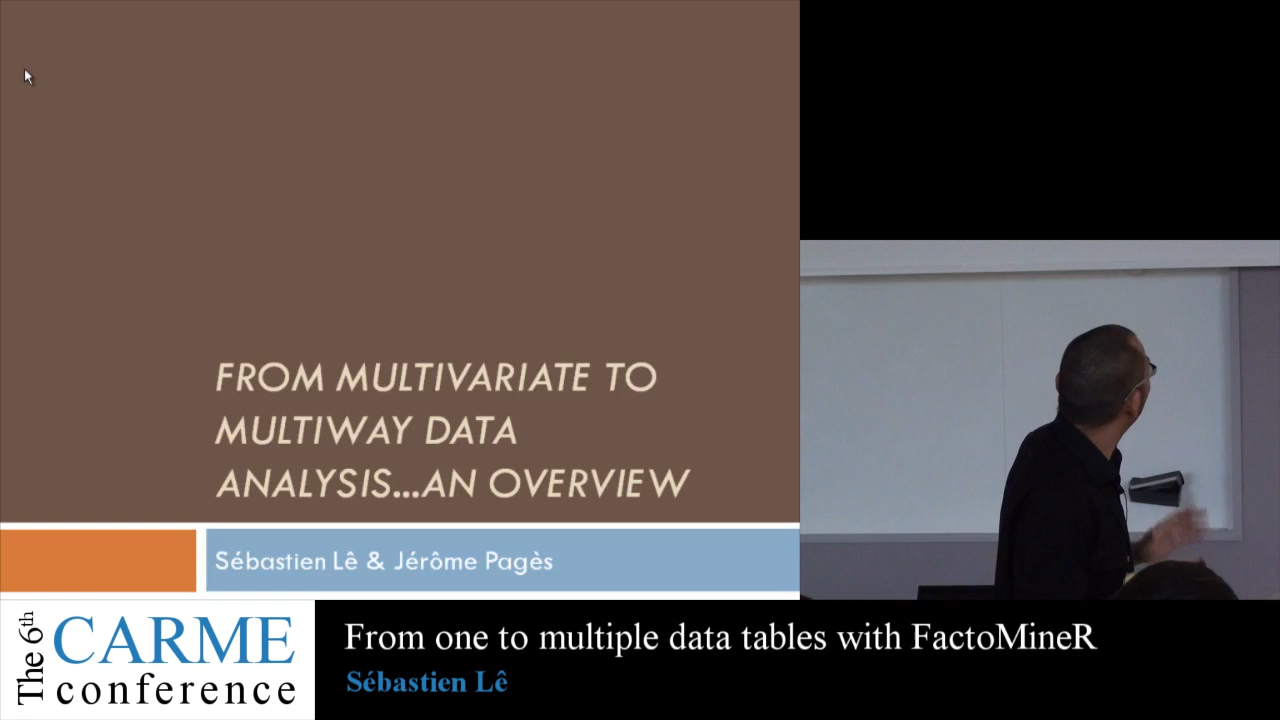 FROM MULTIVARIATE TO
MULTIWAY DATA
ANALYSIS...AN OVERVIEW
Sébastien Lê & Jérôme Pagès
The 6th
CARME
conference
From one to multiple data tables with FactoMineR
Sébastien Lê